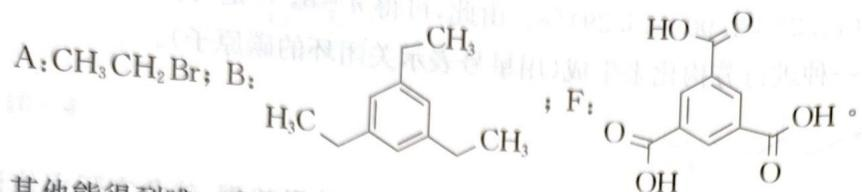 A:CH₃CH₂Br; B:
CH₃
H₃C
CH₃
; F:
HO
O
O
OH
OH
O
。